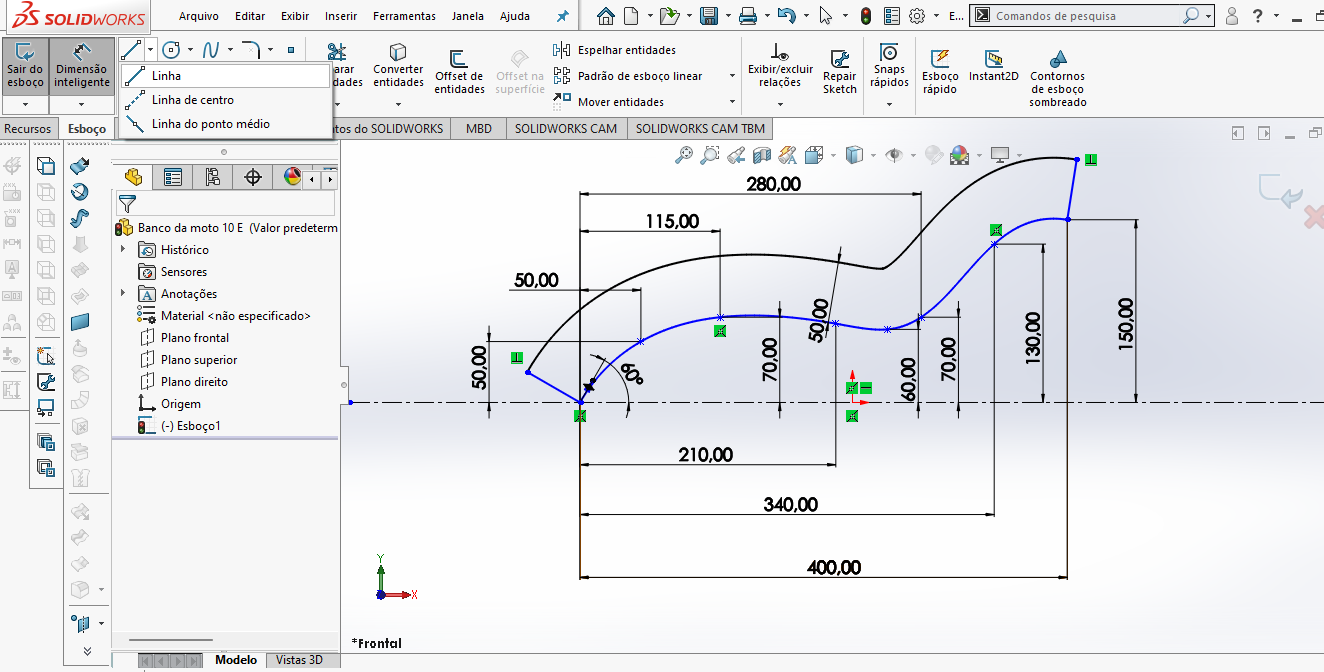 SOLIDWORKS
Arquivo Editar Exibir Inserir Ferramentas Janela Ajuda
E...
Comandos de pesquisa
?
Sair do esboço
Dimensão inteligente
Linha
Linha de centro
Linha do ponto médio
Converter entidades
Offset de entidades
Offset na superfície
Espelhar entidades
Padrão de esboço linear
Mover entidades
Exibir/excluir relações
Repair Sketch
Snaps rápidos
Esboço rápido
Instant2D
Contornos de esboço sombreado
Recursos
Esboço
tos do SOLIDWORKS
MBD
SOLIDWORKS CAM
SOLIDWORKS CAM TBM
Banco da moto 10 E (Valor predeterm
Histórico
Sensores
Anotações
Material <não especificado>
Plano frontal
Plano superior
Plano direito
Origem
(-) Esboço1
280,00
115,00
50,00
50,00
60°
70,00
50,00
60,00
70,00
130,00
150,00
210,00
340,00
400,00
Y
X
*Frontal
Modelo
Vistas 3D